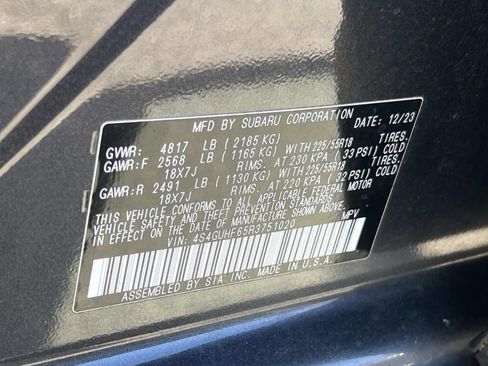 MFD BY SUBARU CORPORATION DATE: 12/23
GVWR: 4817 LB (2185 KG)
GAWR:F 2568 LB (1165 KG) WITH 225/55R18 TIRES,
18X7J RIMS, AT 230 KPA (33 PSI) COLD
GAWR:R 2491 LB (1130 KG) WITH 225/55R18 TIRES,
18X7J RIMS, AT 220 KPA (32 PSI) COLD
THIS VEHICLE CONFORMS TO ALL APPLICABLE FEDERAL MOTOR
VEHICLE SAFETY AND THEFT PREVENTION STANDARDS
IN EFFECT ON THE DATE OF MANUFACTURE SHOWN ABOVE.
VIN: 4S4GUHF65R3751020 MPV
ASSEMBLED BY SIA INC. MADE IN U.S.A.